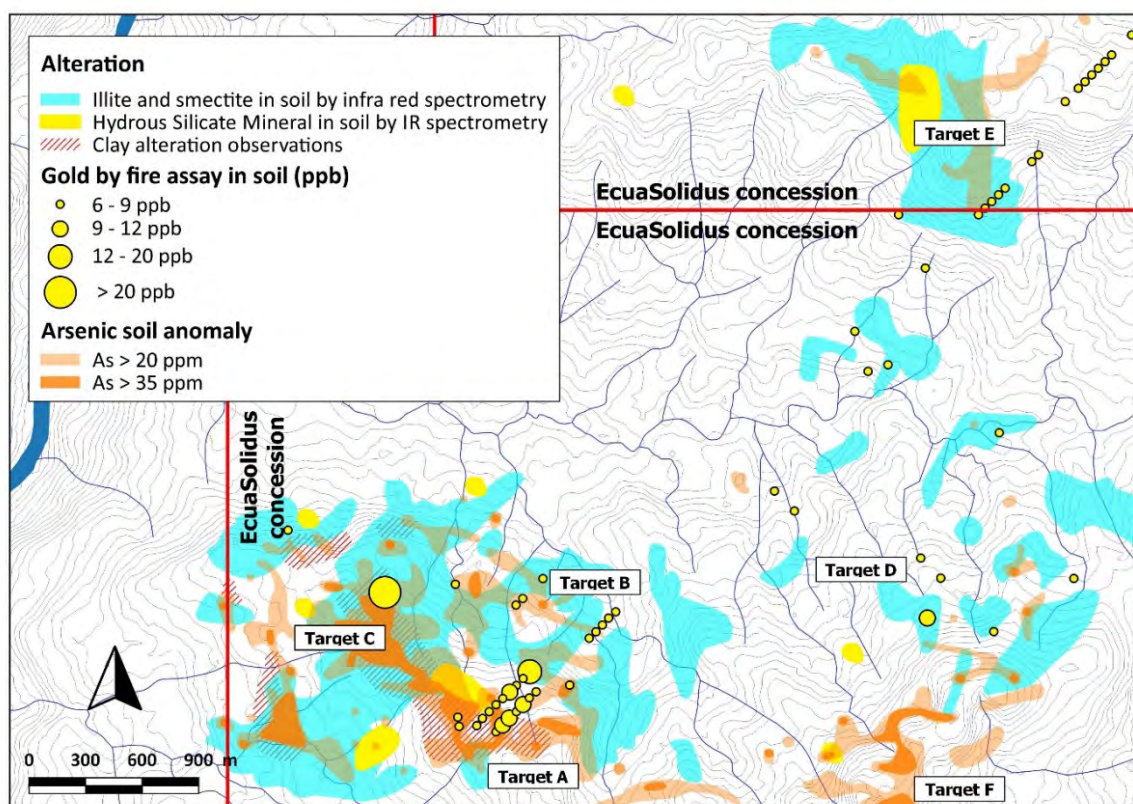 Alteration
Illite and smectite in soil by infra red spectrometry
Hydrous Silicate Mineral in soil by IR spectrometry
Clay alteration observations
Gold by fire assay in soil (ppb)
6 - 9 ppb
9 - 12 ppb
12 - 20 ppb
> 20 ppb
Arsenic soil anomaly
As > 20 ppm
As > 35 ppm
Target E
EcuaSolidus concession
EcuaSolidus concession
EcuaSolidus
concession
Target B
Target D
Target C
Target A
Target F
0 300 600 900 m